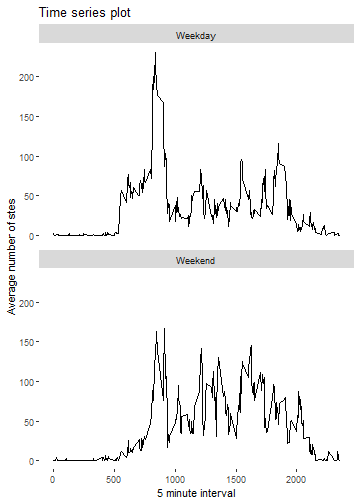 Time series plot
Weekday
200
150
100
50
0
Average number of stes
Weekend
200
150
100
50
0
0 500 1000 1500 2000
5 minute interval